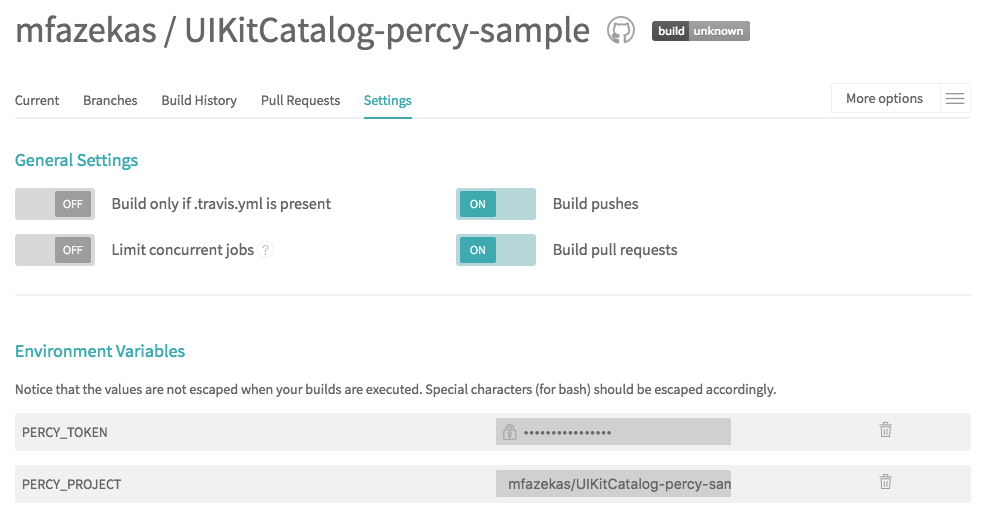 mfazekas / UIKitCatalog-percy-sample build unknown
Current Branches Build History Pull Requests Settings More options
General Settings
OFF Build only if .travis.yml is present ON Build pushes
OFF Limit concurrent jobs ? ON Build pull requests
Environment Variables
Notice that the values are not escaped when your builds are executed. Special characters (for bash) should be escaped accordingly.
PERCY_TOKEN ••••••••••••••••
PERCY_PROJECT mfazekas/UIKitCatalog-percy-sam